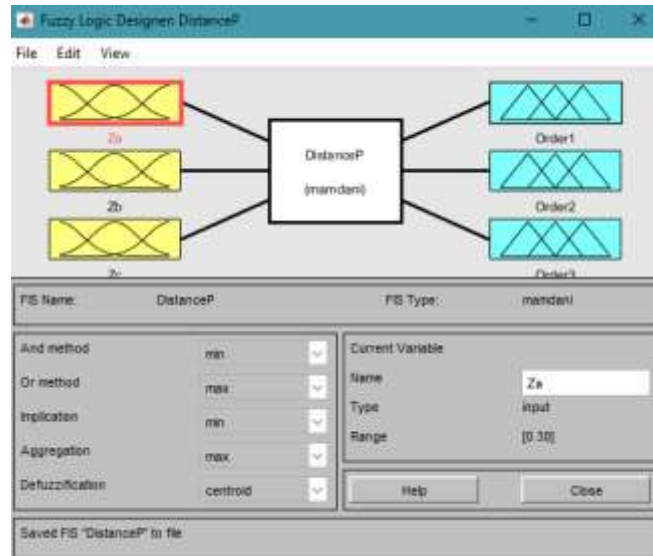 Fuzzy Logic Designer: DistanceP
File Edit View
Za
Order1
DistanceP
(mamdani)
Zb
Order2
Zc
Order3
FIS Name: DistanceP FIS Type: mamdani
And method min
Or method max
Implication min
Aggregation max
Defuzzification centroid
Current Variable
Name Za
Type input
Range [0 30]
Help Close
Saved FIS "DistanceP" to file